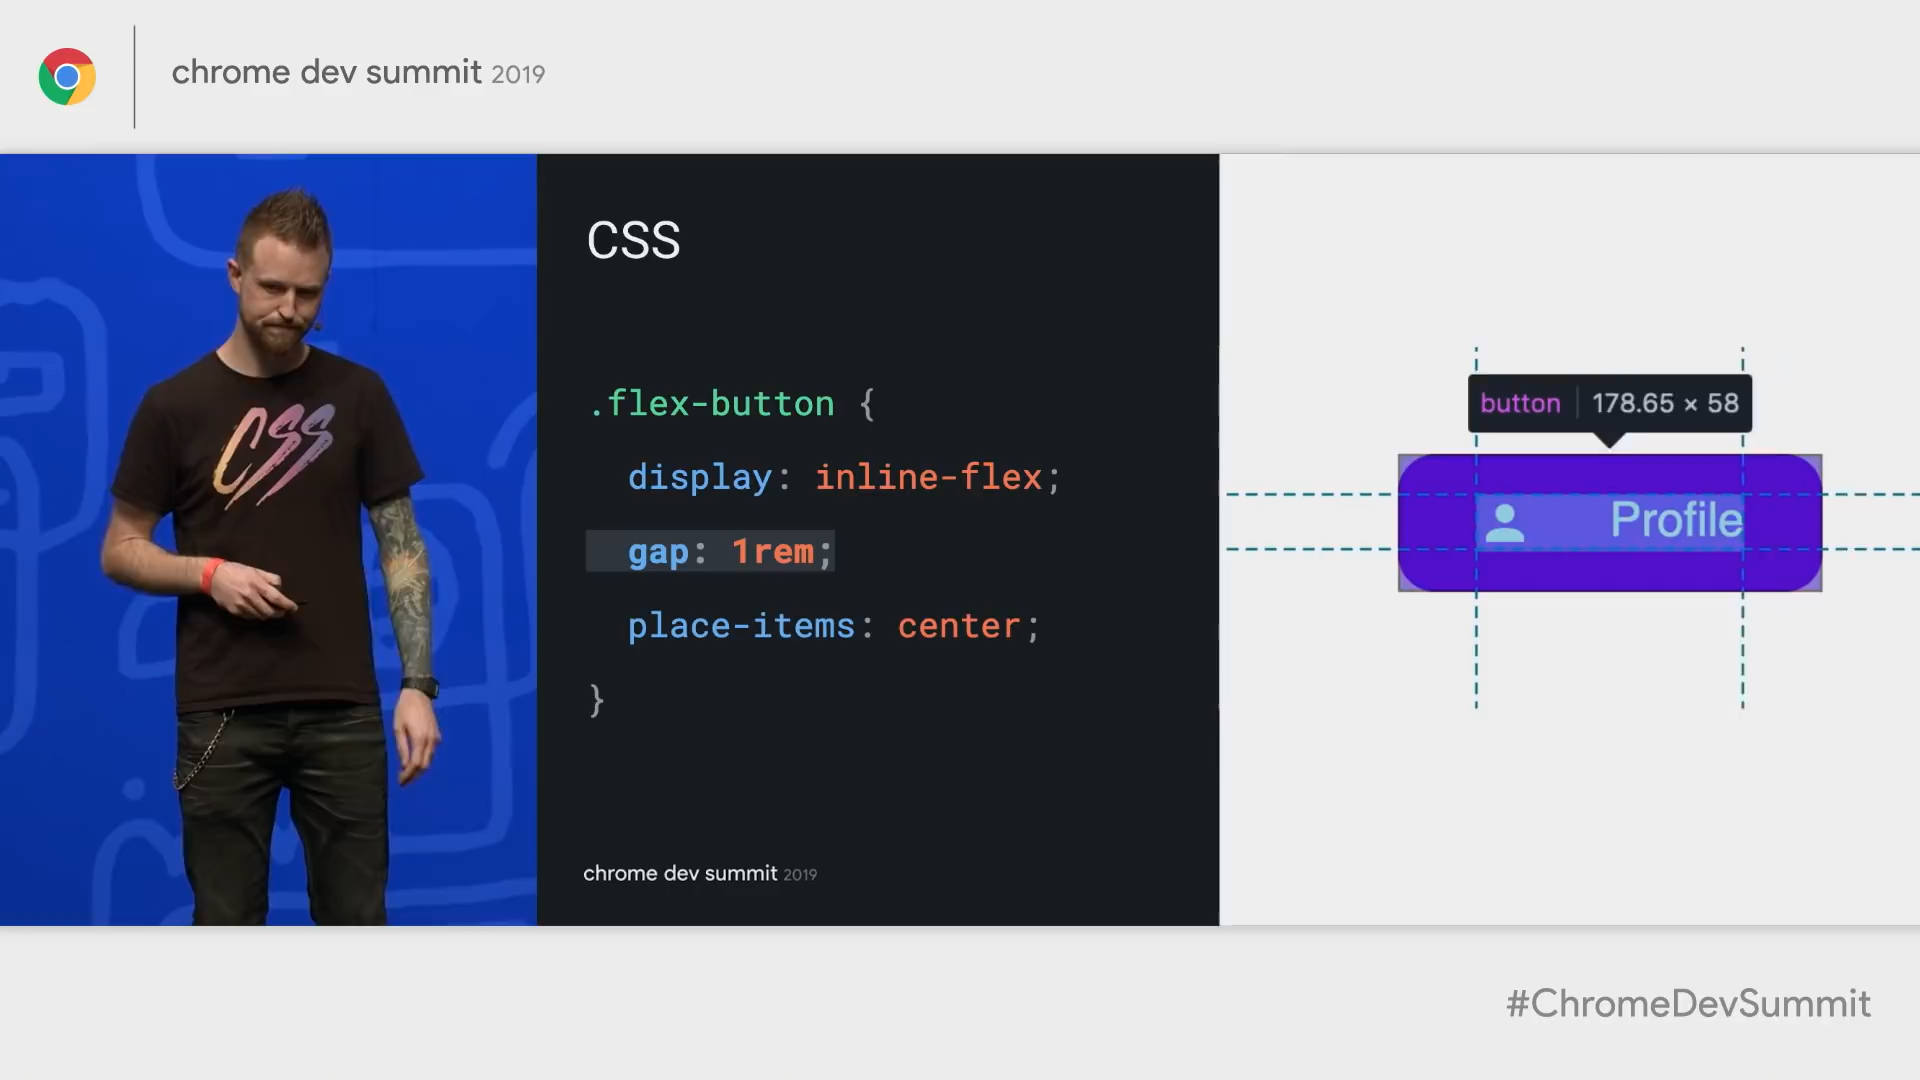 chrome dev summit 2019
CSS
CSS
.flex-button {
display: inline-flex;
gap: 1rem;
place-items: center;
}
chrome dev summit 2019
button 178.65 × 58
Profile
#ChromeDevSummit